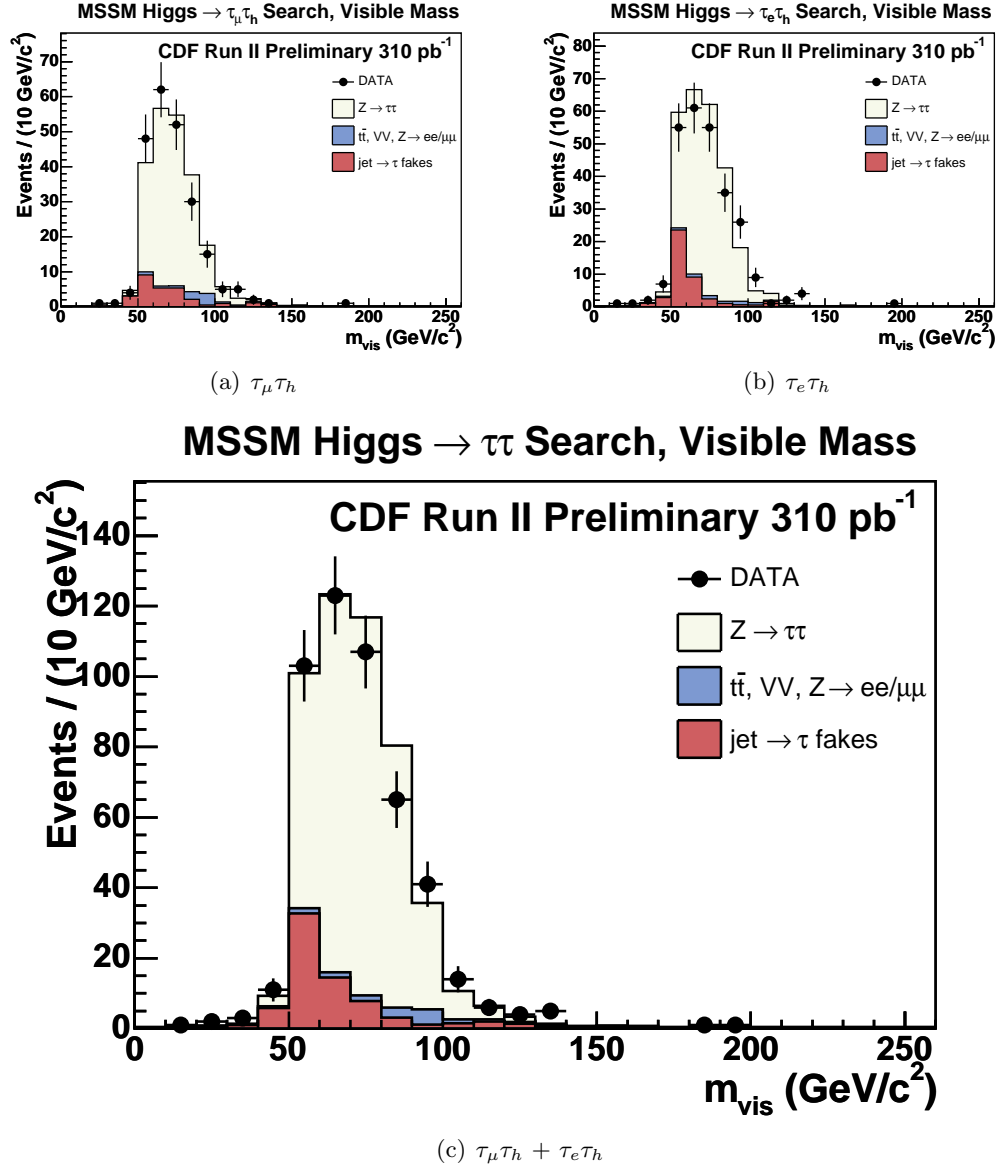 MSSM Higgs → τμτh Search, Visible Mass
CDF Run II Preliminary 310 pb-1
DATA
Z → ττ
tt̄, VV, Z → ee/μμ
jet → τ fakes
Events / (10 GeV/c2)
0
10
20
30
40
50
60
70
0 50 100 150 200 250
mvis (GeV/c2)
(a) τμτh
MSSM Higgs → τeτh Search, Visible Mass
CDF Run II Preliminary 310 pb-1
DATA
Z → ττ
tt̄, VV, Z → ee/μμ
jet → τ fakes
Events / (10 GeV/c2)
0
10
20
30
40
50
60
70
80
0 50 100 150 200 250
mvis (GeV/c2)
(b) τeτh
MSSM Higgs → ττ Search, Visible Mass
CDF Run II Preliminary 310 pb-1
DATA
Z → ττ
tt̄, VV, Z → ee/μμ
jet → τ fakes
Events / (10 GeV/c2)
0
20
40
60
80
100
120
140
0 50 100 150 200 250
mvis (GeV/c2)
(c) τμτh + τeτh